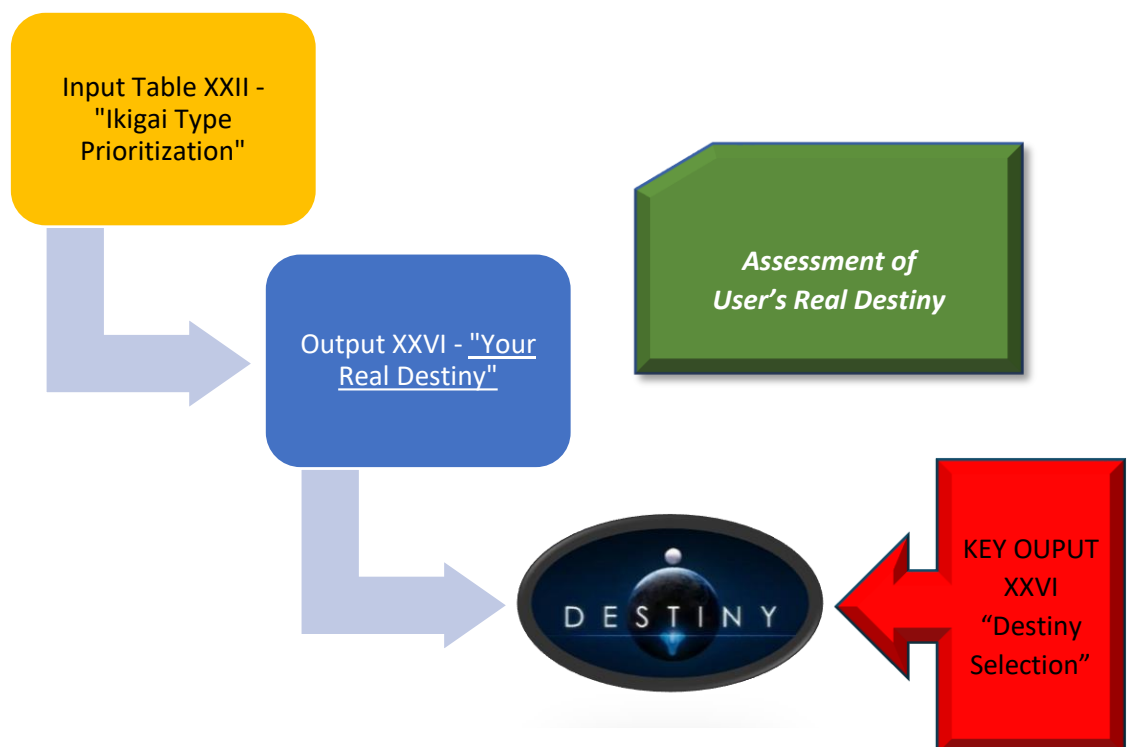 Input Table XXII -
"Ikigai Type
Prioritization"
Assessment of
User’s Real Destiny
Output XXVI - "Your
Real Destiny"
DESTINY
KEY OUPUT
XXVI
“Destiny
Selection”